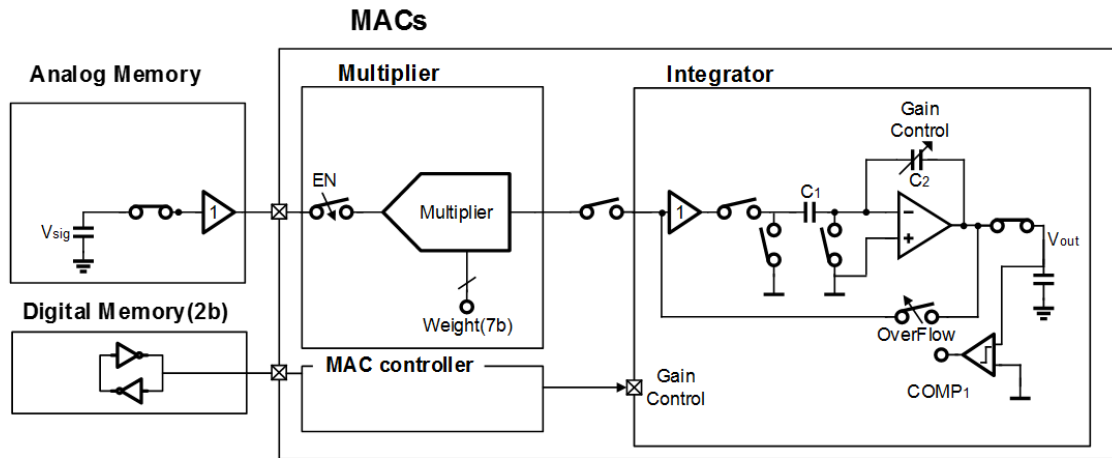 MACs
Analog Memory
Multiplier
Integrator
Gain
Control
EN
C1
C2
1
Multiplier
1
Vsig
−
+
Vout
Digital Memory(2b)
Weight(7b)
OverFlow
MAC controller
Gain
Control
COMP1